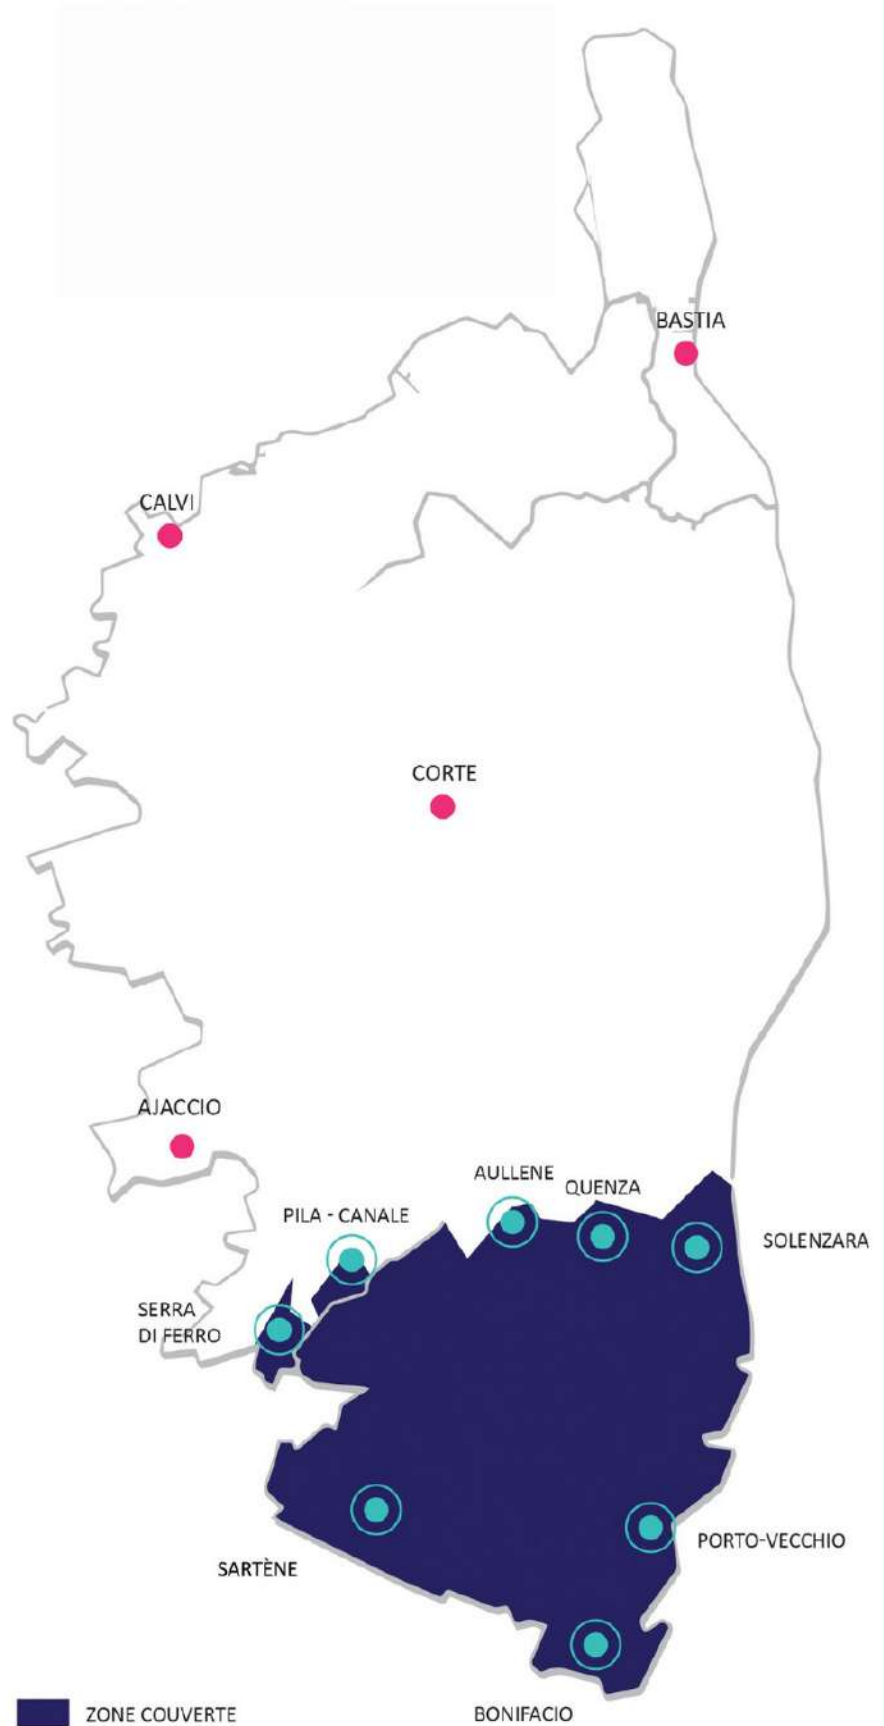 BASTIA
CALVI
CORTE
AJACCIO
AULLENE
QUENZA
PILA - CANALE
SOLENZARA
SERRA
DI FERRO
PORTO-VECCHIO
SARTÈNE
ZONE COUVERTE
BONIFACIO